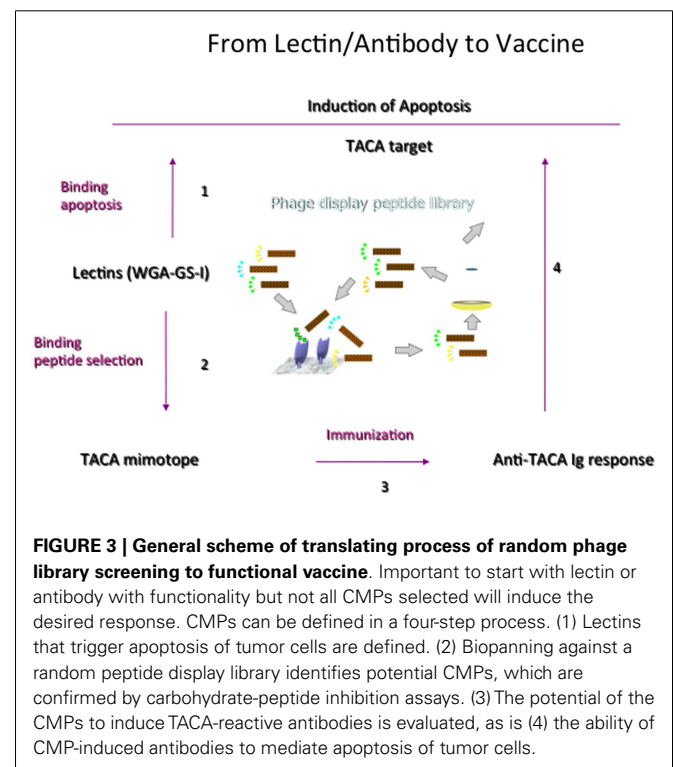 From Lectin/Antibody to Vaccine
Induction of Apoptosis
TACA target
Binding
apoptosis
1
Phage display peptide library
Lectins (WGA-GS-I)
4
Binding
peptide selection
2
Immunization
TACA mimotope
Anti-TACA Ig response
3
FIGURE 3 | General scheme of translating process of random phage
library screening to functional vaccine. Important to start with lectin or
antibody with functionality but not all CMPs selected will induce the
desired response. CMPs can be defined in a four-step process. (1) Lectins
that trigger apoptosis of tumor cells are defined. (2) Biopanning against a
random peptide display library identifies potential CMPs, which are
confirmed by carbohydrate-peptide inhibition assays. (3) The potential of the
CMPs to induce TACA-reactive antibodies is evaluated, as is (4) the ability of
CMP-induced antibodies to mediate apoptosis of tumor cells.